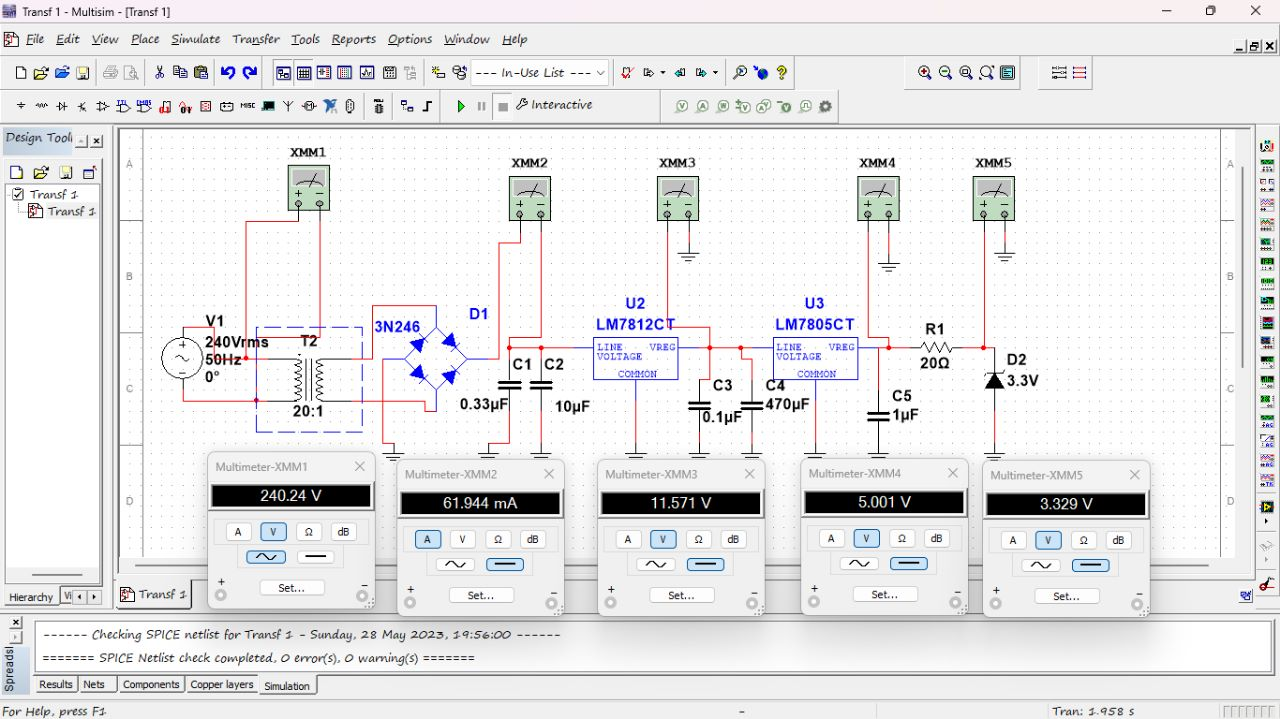 Transf 1 - Multisim - [Transf 1]
File Edit View Place Simulate Transfer Tools Reports Options Window Help
--- In-Use List ---
Interactive
Design Tool
Transf 1
Transf 1
Hierarchy
A
B
C
D
A
B
C
D
XMM1
XMM2
XMM3
XMM4
XMM5
V1
240Vrms
50Hz
0°
T2
20:1
3N246
D1
C1
0.33µF
C2
10µF
U2
LM7812CT
LINE VREG
VOLTAGE
COMMON
C3
0.1µF
C4
470µF
U3
LM7805CT
LINE VREG
VOLTAGE
COMMON
C5
1µF
R1
20Ω
D2
3.3V
Multimeter-XMM1
240.24 V
A V Ω dB
Set...
+ −
Multimeter-XMM2
61.944 mA
A V Ω dB
Set...
+ −
Multimeter-XMM3
11.571 V
A V Ω dB
Set...
+ −
Multimeter-XMM4
5.001 V
A V Ω dB
Set...
+ −
Multimeter-XMM5
3.329 V
A V Ω dB
Set...
+ −
Transf 1
------ Checking SPICE netlist for Transf 1 - Sunday, 28 May 2023, 19:56:00 ------
======= SPICE Netlist check completed, 0 error(s), 0 warning(s) =======
Results Nets Components Copper layers Simulation
For Help, press F1
-
Tran: 1.958 s